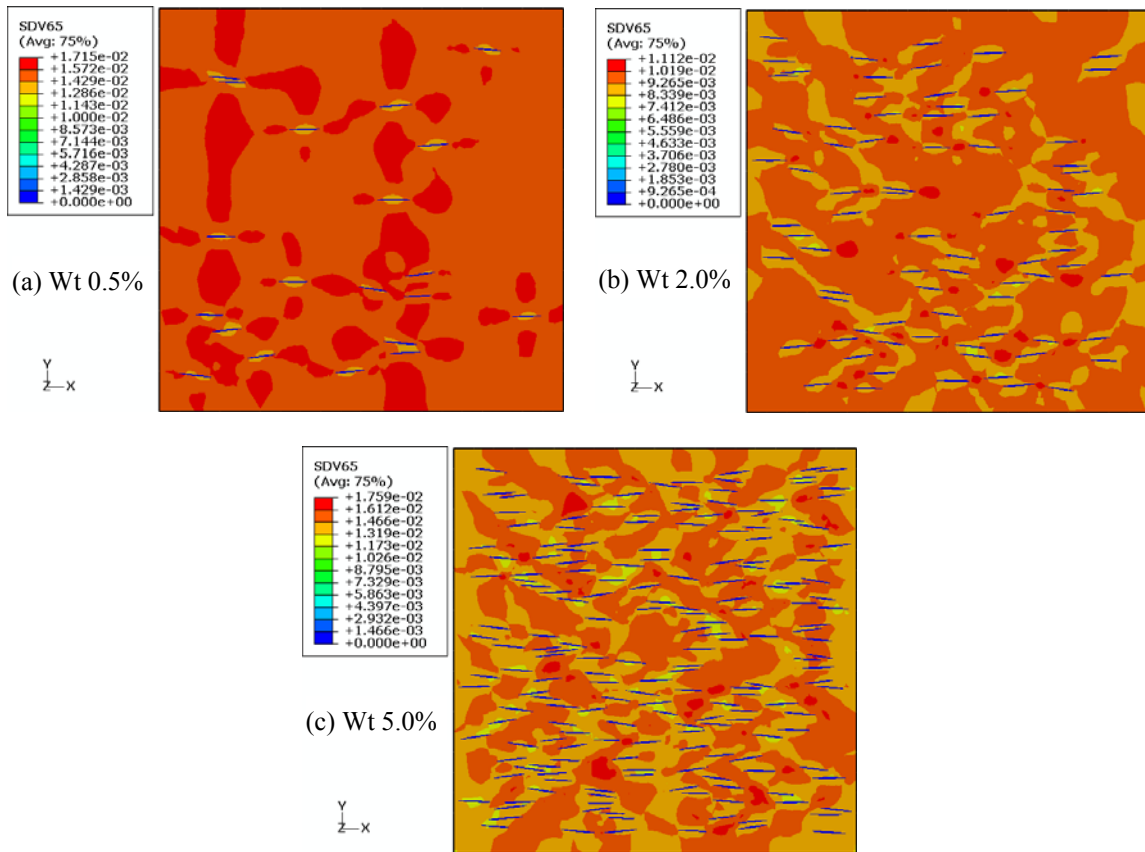 SDV65
(Avg: 75%)
+1.715e-02
+1.572e-02
+1.429e-02
+1.286e-02
+1.143e-02
+1.000e-02
+8.573e-03
+7.144e-03
+5.716e-03
+4.287e-03
+2.858e-03
+1.429e-03
+0.000e+00
(a) Wt 0.5%
Y
Z X
SDV65
(Avg: 75%)
+1.112e-02
+1.019e-02
+9.265e-03
+8.339e-03
+7.412e-03
+6.486e-03
+5.559e-03
+4.633e-03
+3.706e-03
+2.780e-03
+1.853e-03
+9.265e-04
+0.000e+00
(b) Wt 2.0%
Y
Z X
SDV65
(Avg: 75%)
+1.759e-02
+1.612e-02
+1.466e-02
+1.319e-02
+1.173e-02
+1.026e-02
+8.795e-03
+7.329e-03
+5.863e-03
+4.397e-03
+2.932e-03
+1.466e-03
+0.000e+00
(c) Wt 5.0%
Y
Z X